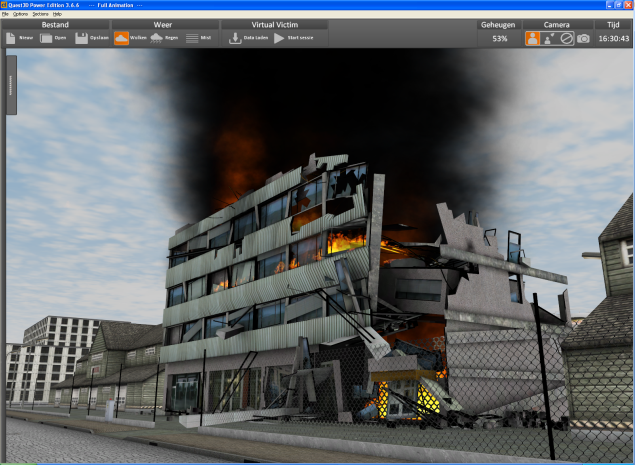 Quest3D Power Edition 3.6.6 --- Full Animation ---
File Options Sections Help
Bestand Weer Virtual Victim Geheugen Camera Tijd
Nieuw Open Opslaan Wolken Regen Mist Data Laden Start sessie 53% 16:30:43